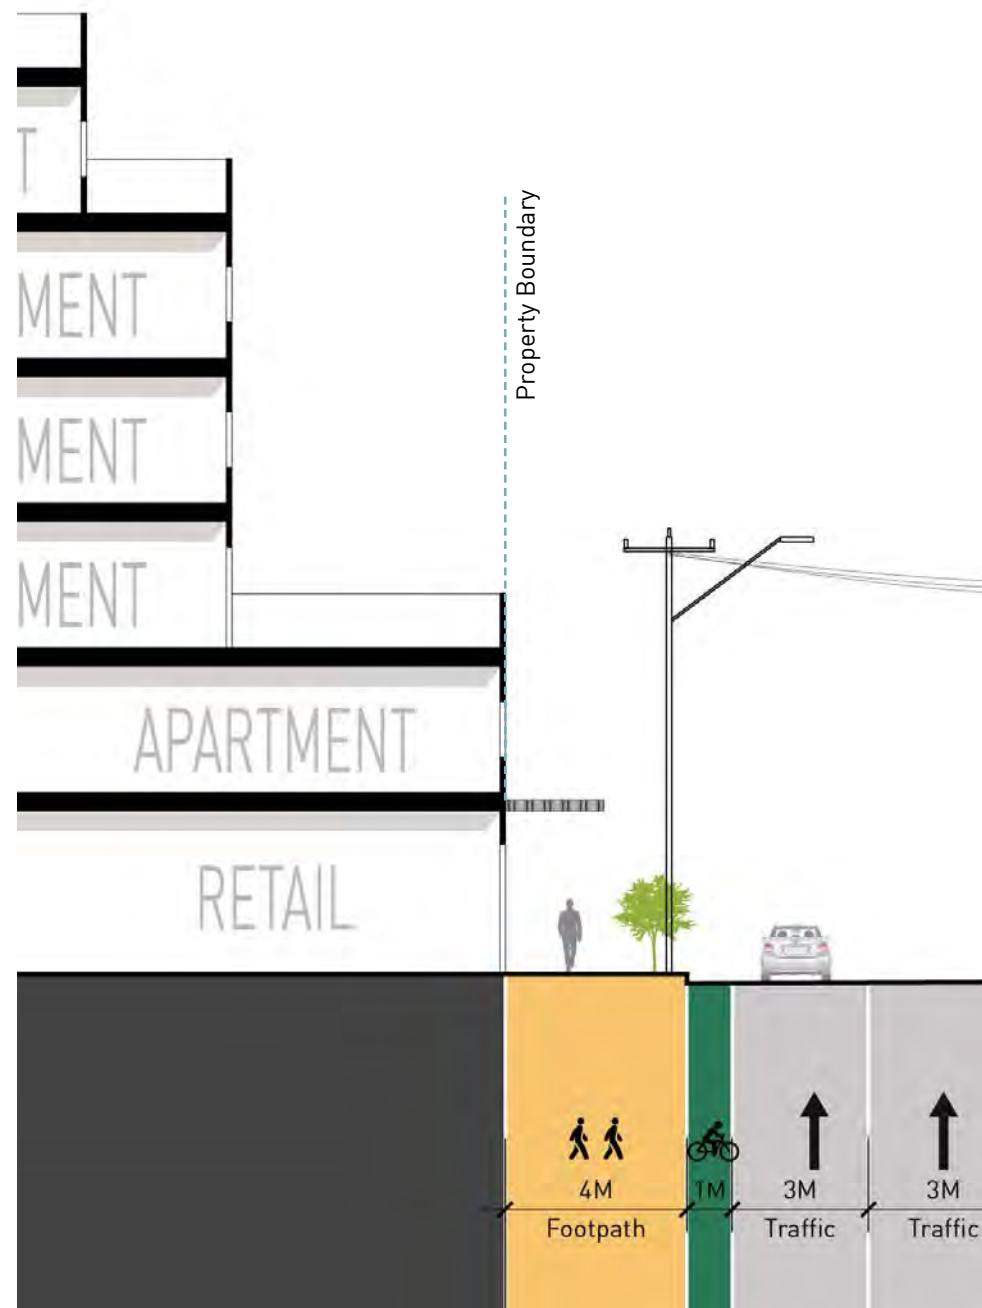 T
MENT
Property Boundary
MENT
MENT
APARTMENT
RETAIL
4M
1M
3M
3M
Footpath
Traffic
Traffic